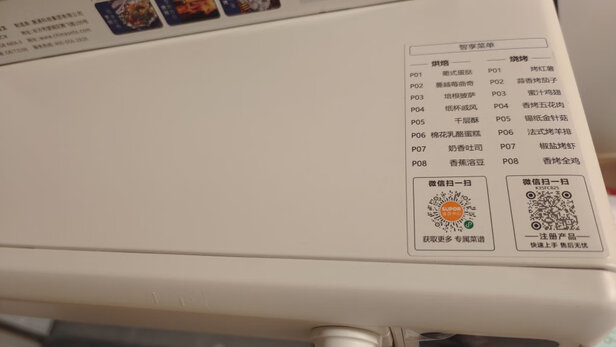 智享菜单
烘焙
P01 葡式蛋挞
P02 蔓越莓曲奇
P03 培根披萨
P04 纸杯戚风
P05 千层酥
P06 棉花乳酪蛋糕
P07 奶香吐司
P08 香蕉溶豆
烧烤
P01 烤红薯
P02 蒜香茄子
P03 蜜汁鸡翅
P04 香烤五花肉
P05 锡纸金针菇
P06 法式烤羊排
P07 椒盐烤虾
P08 香烤全鸡
微信扫一扫
SUPOR
获取更多 专属菜谱
微信扫一扫
K35FC825
注册产品
快速上手 售后无忧